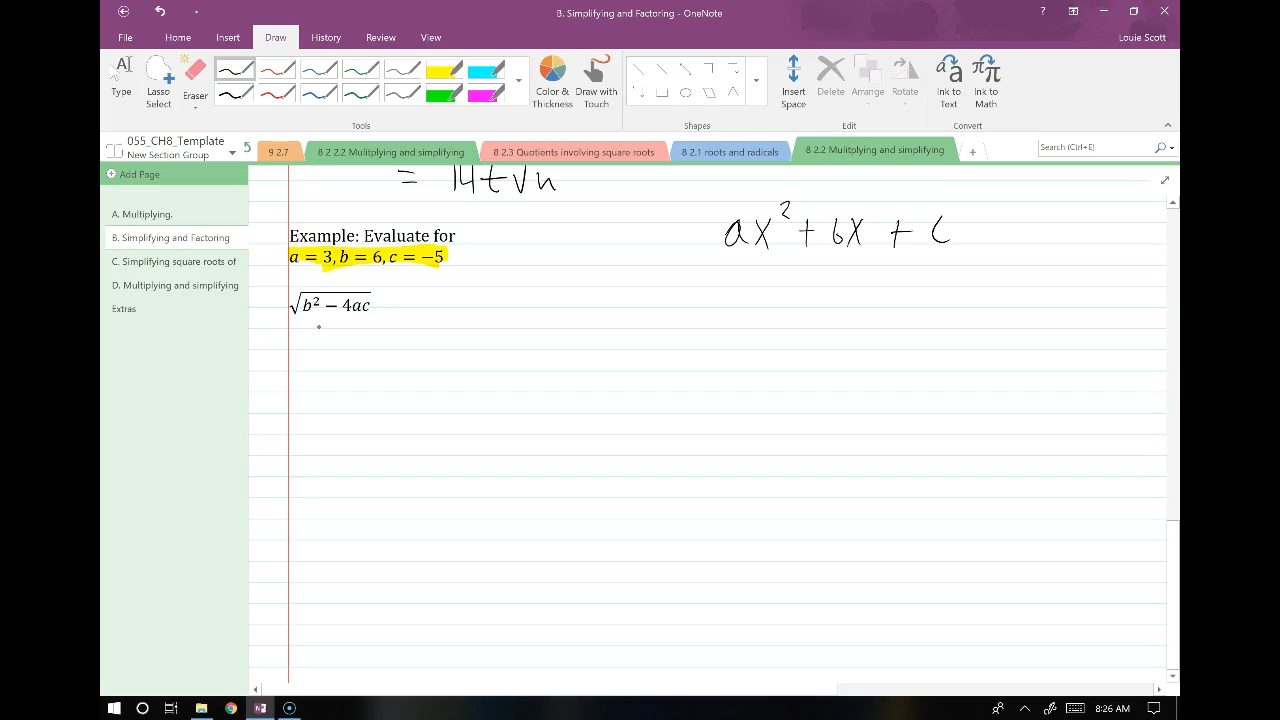 B. Simplifying and Factoring - OneNote
?
File Home Insert Draw History Review View
Louie Scott
Type
Lasso Select
Eraser
Color & Thickness
Draw with Touch
Insert Space
Delete
Arrange
Rotate
Ink to Text
Ink to Math
Tools
Shapes
Edit
Convert
055_CH8_Template
New Section Group
9 2.7
8 2.2.2 Mulitplying and simplifying
8 2.3 Quotients involving square roots
8 2.1 roots and radicals
8 2.2 Mulitplying and simplifying
Search (Ctrl+E)
Add Page
A. Multiplying.
B. Simplifying and Factoring
C. Simplifying square roots of
D. Multiplying and simplifying
Extras
= 14t√n
ax² + bx + c
Example: Evaluate for
a = 3, b = 6, c = −5
√(b² − 4ac)
8:26 AM